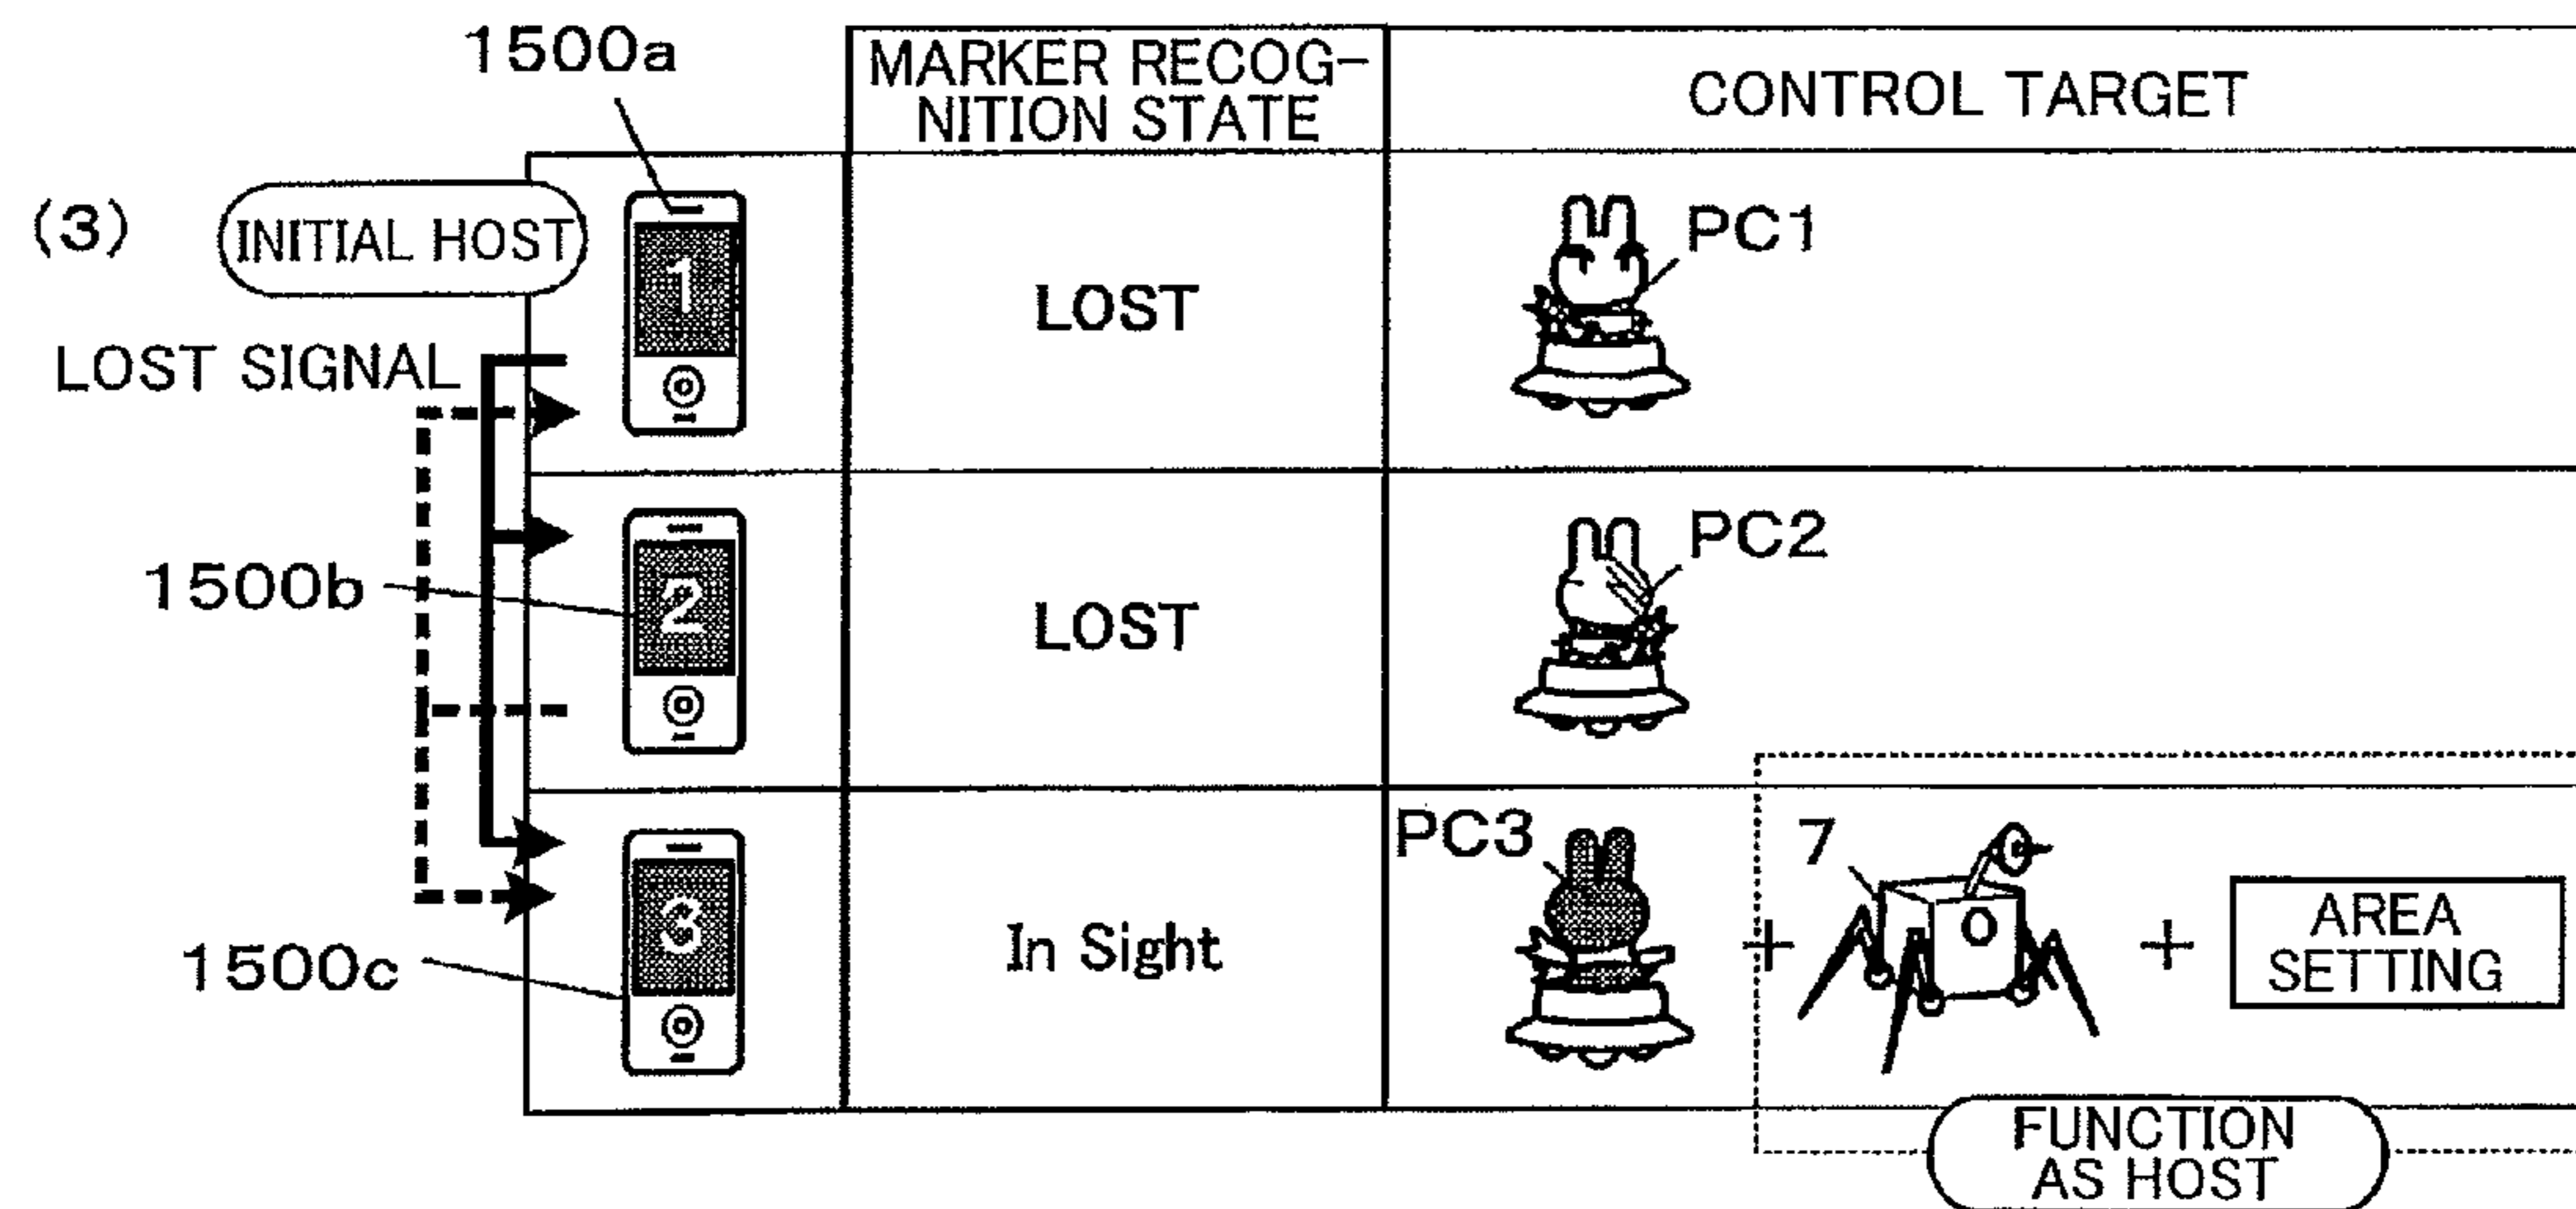 1500a
MARKER RECOG-
NITION STATE
CONTROL TARGET
(3)
INITIAL HOST
1
LOST
PC1
LOST SIGNAL
1500b
2
LOST
PC2
1500c
3
In Sight
PC3
+
7
+
AREA
SETTING
FUNCTION
AS HOST